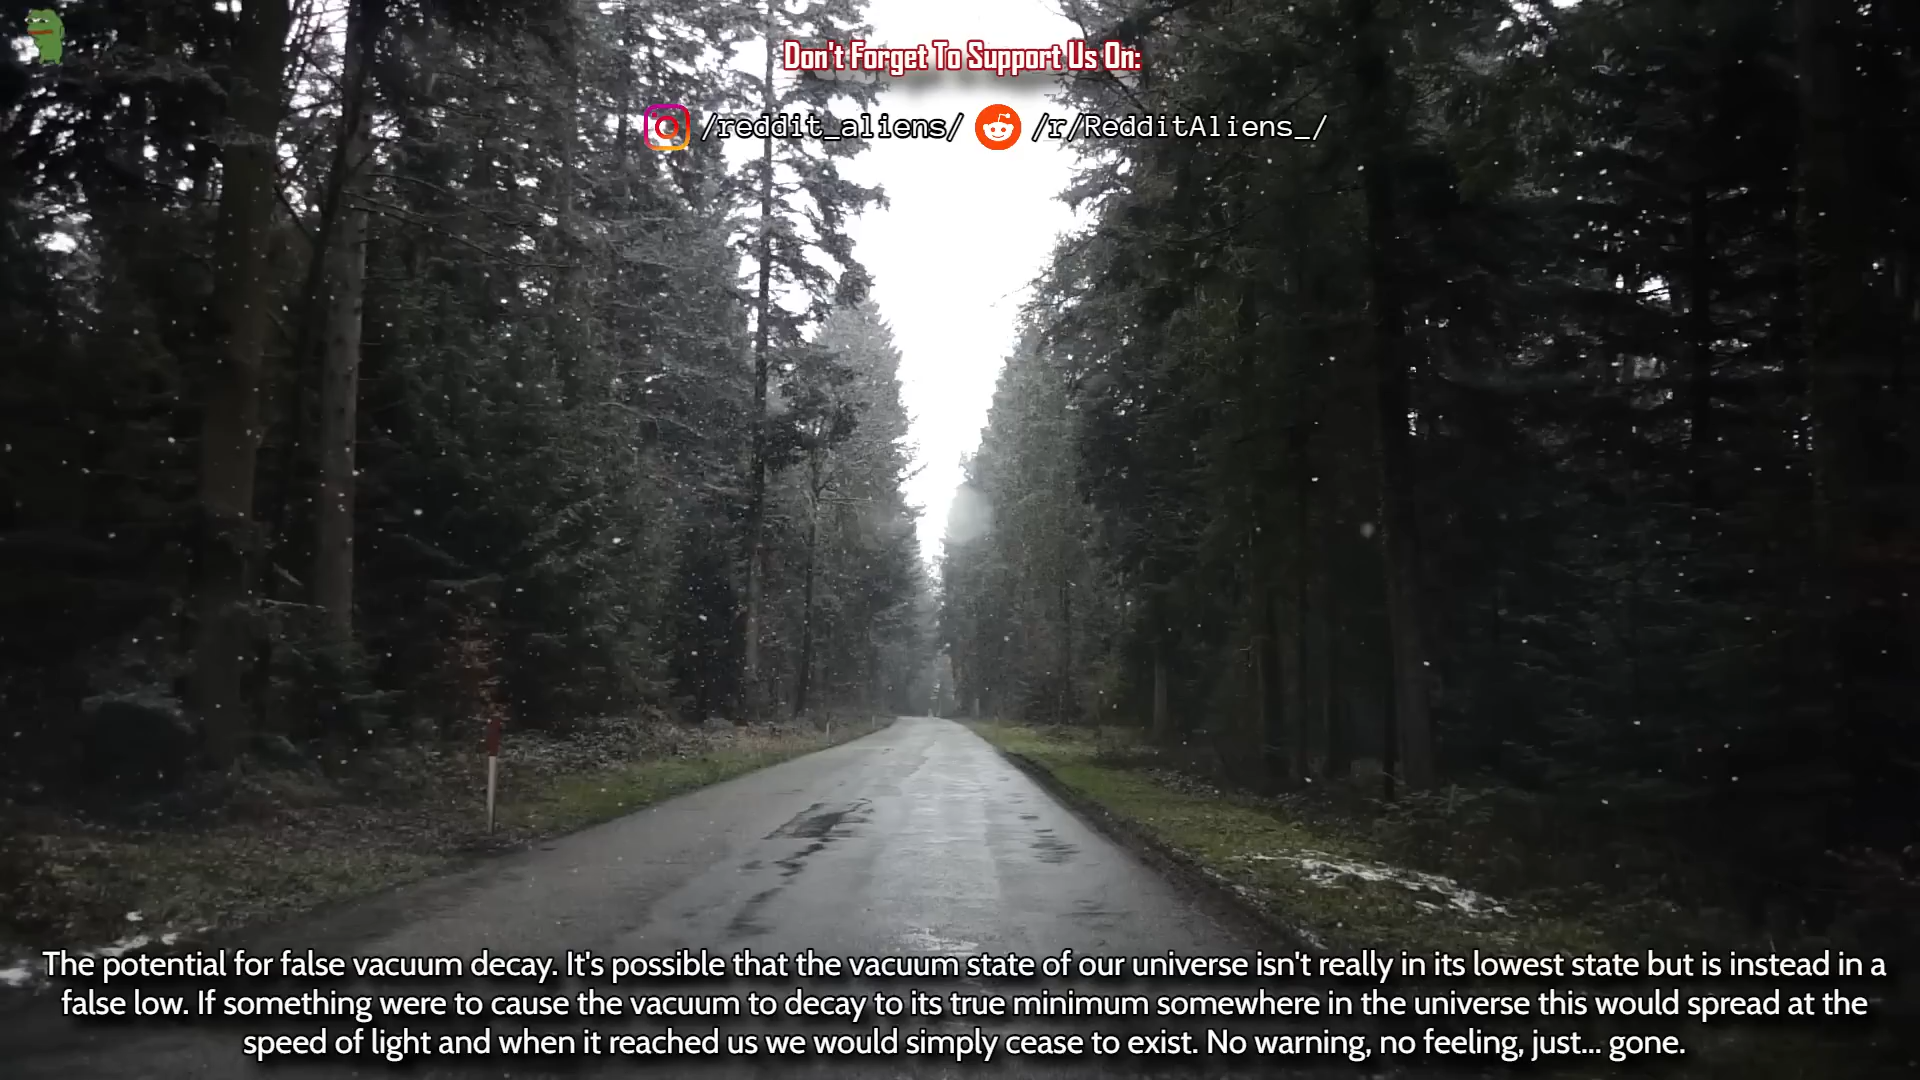 Don't Forget To Support Us On:
/reddit_aliens/ /r/RedditAliens_/
The potential for false vacuum decay. It's possible that the vacuum state of our universe isn't really in its lowest state but is instead in a
false low. If something were to cause the vacuum to decay to its true minimum somewhere in the universe this would spread at the
speed of light and when it reached us we would simply cease to exist. No warning, no feeling, just... gone.